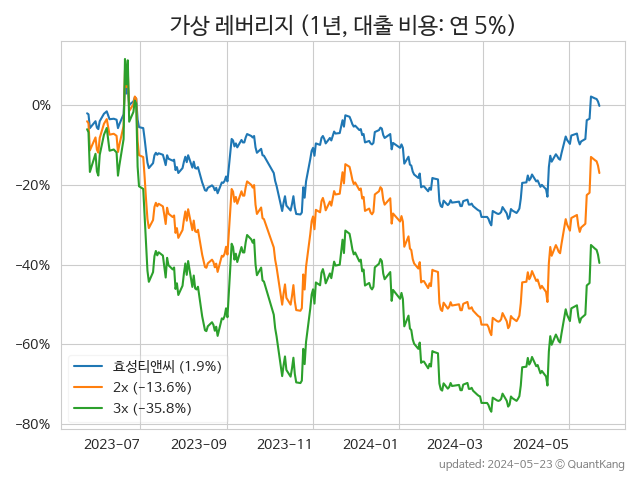 가상 레버리지 (1년, 대출 비용: 연 5%)
0%
−20%
−40%
−60%
−80%
효성티앤씨 (1.9%)
2x (−13.6%)
3x (−35.8%)
2023−07 2023−09 2023−11 2024−01 2024−03 2024−05
updated: 2024-05-23 © QuantKang